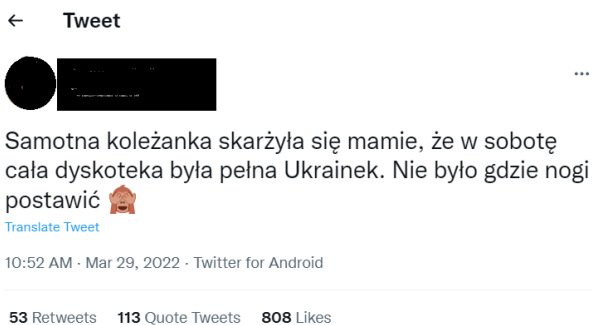 Tweet
Samotna koleżanka skarżyła się mamie, że w sobotę
cała dyskoteka była pełna Ukrainek. Nie było gdzie nogi
postawić 🙈
Translate Tweet
10:52 AM · Mar 29, 2022 · Twitter for Android
53 Retweets 113 Quote Tweets 808 Likes